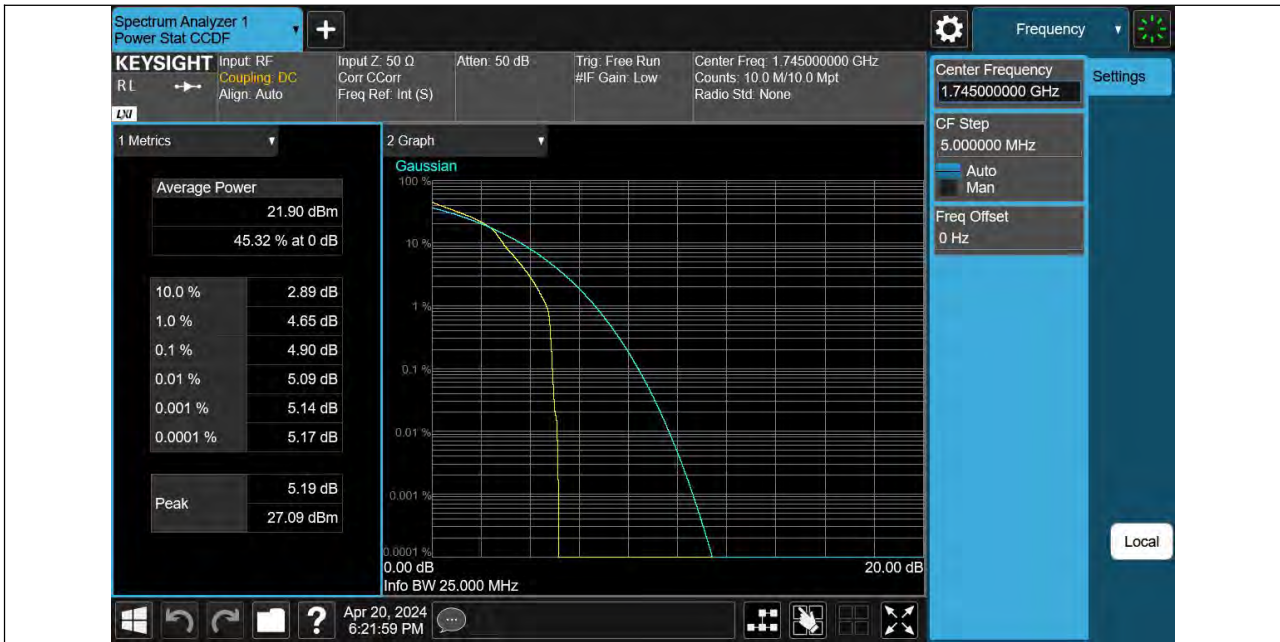 Spectrum Analyzer 1
Power Stat CCDF
+
Frequency
KEYSIGHT
RL
LXI
Input: RF
Coupling: DC
Align: Auto
Input Z: 50 Ω
Corr CCorr
Freq Ref: Int (S)
Atten: 50 dB
Trig: Free Run
#IF Gain: Low
Center Freq: 1.745000000 GHz
Counts: 10.0 M/10.0 Mpt
Radio Std: None
Center Frequency
1.745000000 GHz
Settings
CF Step
5.000000 MHz
Auto
Man
Freq Offset
0 Hz
1 Metrics
Average Power
21.90 dBm
45.32 % at 0 dB
10.0 % 2.89 dB
1.0 % 4.65 dB
0.1 % 4.90 dB
0.01 % 5.09 dB
0.001 % 5.14 dB
0.0001 % 5.17 dB
Peak
5.19 dB
27.09 dBm
2 Graph
Gaussian
100 %
10 %
1 %
0.1 %
0.01 %
0.001 %
0.0001 %
0.00 dB 20.00 dB
Info BW 25.000 MHz
Local
?
Apr 20, 2024
6:21:59 PM